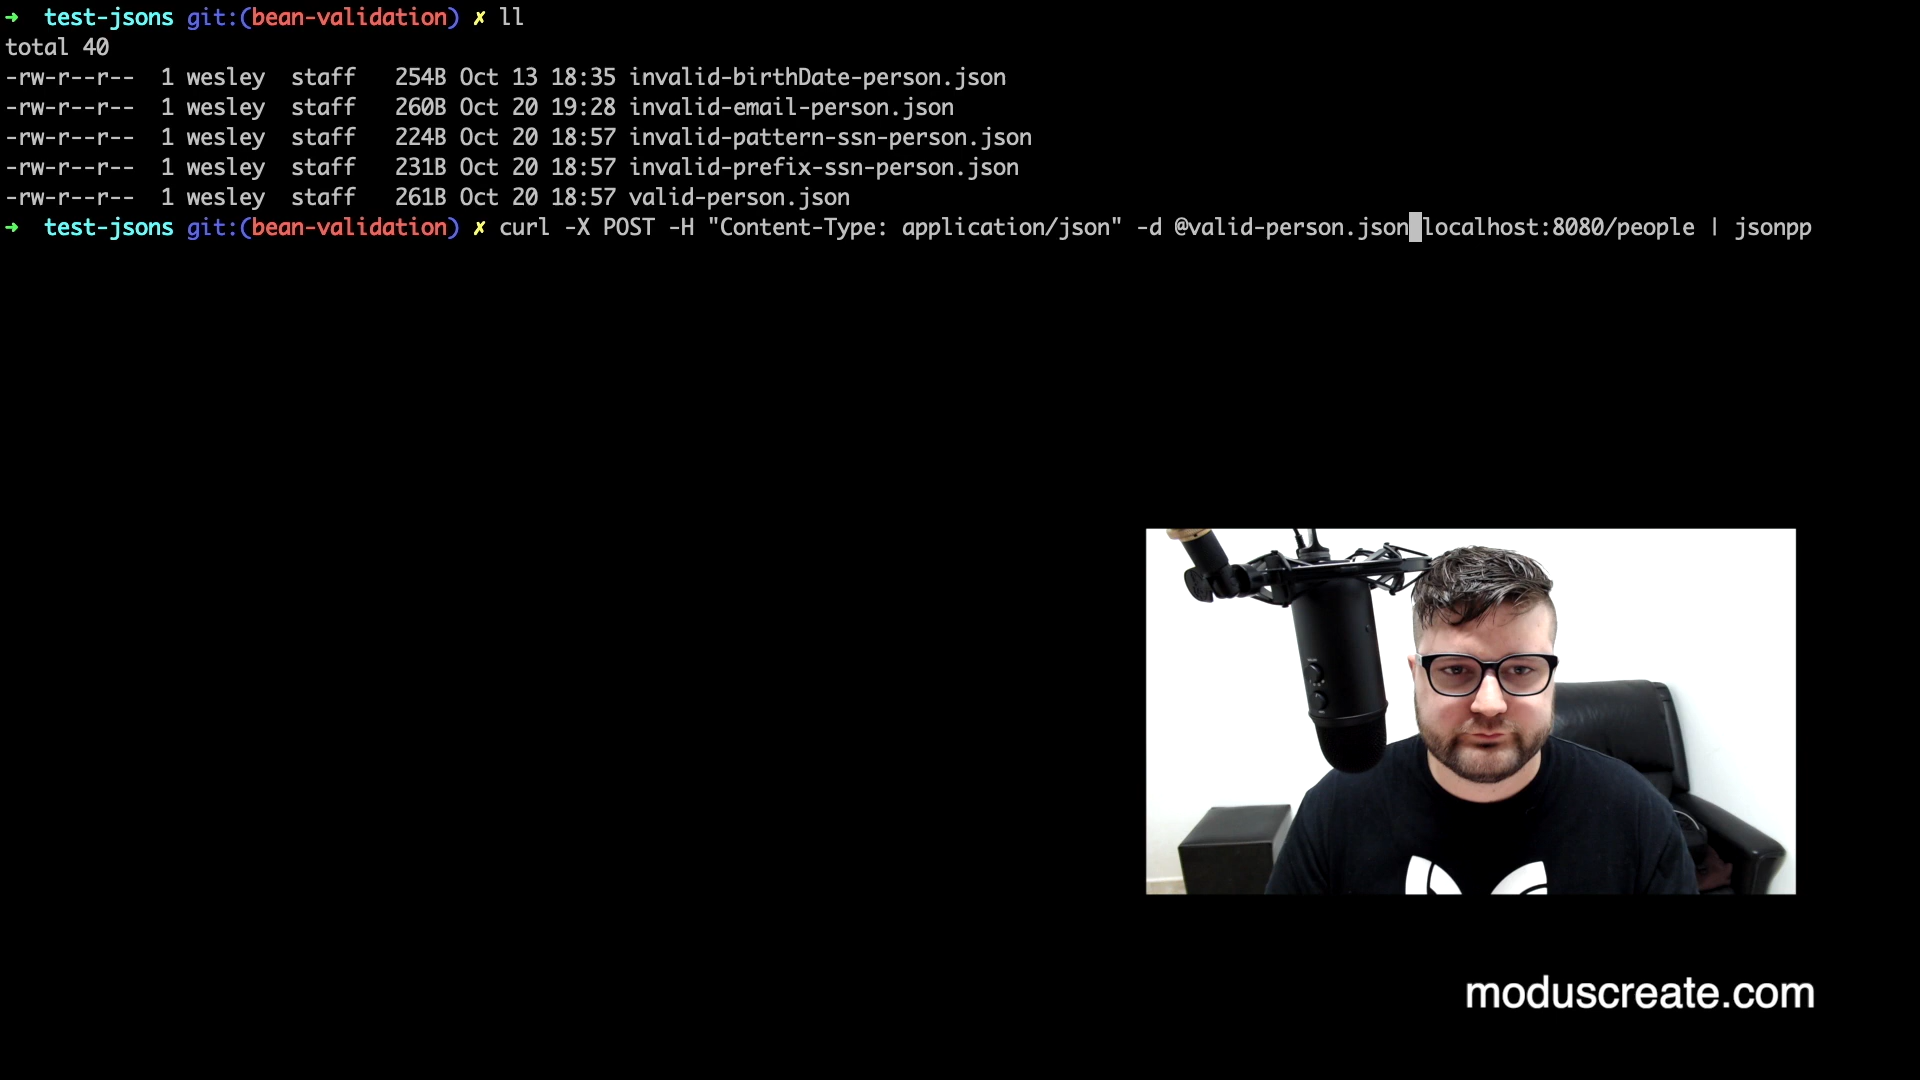 ➜  test-jsons git:(bean-validation) ✗ ll
total 40
-rw-r--r--  1 wesley  staff   254B Oct 13 18:35 invalid-birthDate-person.json
-rw-r--r--  1 wesley  staff   260B Oct 20 19:28 invalid-email-person.json
-rw-r--r--  1 wesley  staff   224B Oct 20 18:57 invalid-pattern-ssn-person.json
-rw-r--r--  1 wesley  staff   231B Oct 20 18:57 invalid-prefix-ssn-person.json
-rw-r--r--  1 wesley  staff   261B Oct 20 18:57 valid-person.json
➜  test-jsons git:(bean-validation) ✗ curl -X POST -H "Content-Type: application/json" -d @valid-person.json localhost:8080/people | jsonpp
moduscreate.com